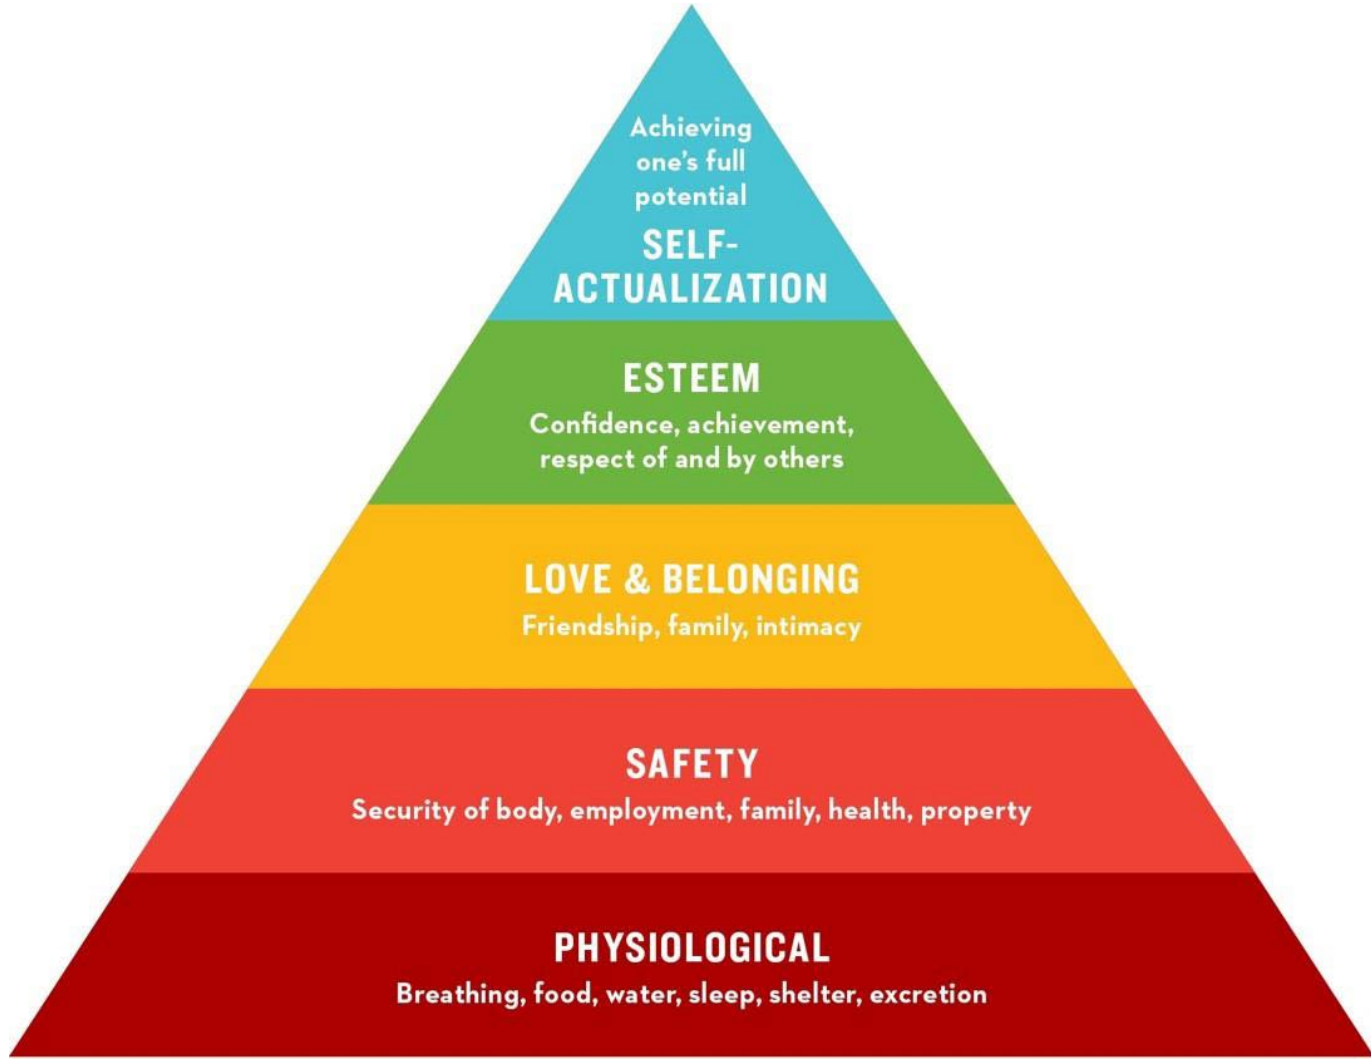 Achieving
one's full
potential
SELF-
ACTUALIZATION
ESTEEM
Confidence, achievement,
respect of and by others
LOVE & BELONGING
Friendship, family, intimacy
SAFETY
Security of body, employment, family, health, property
PHYSIOLOGICAL
Breathing, food, water, sleep, shelter, excretion